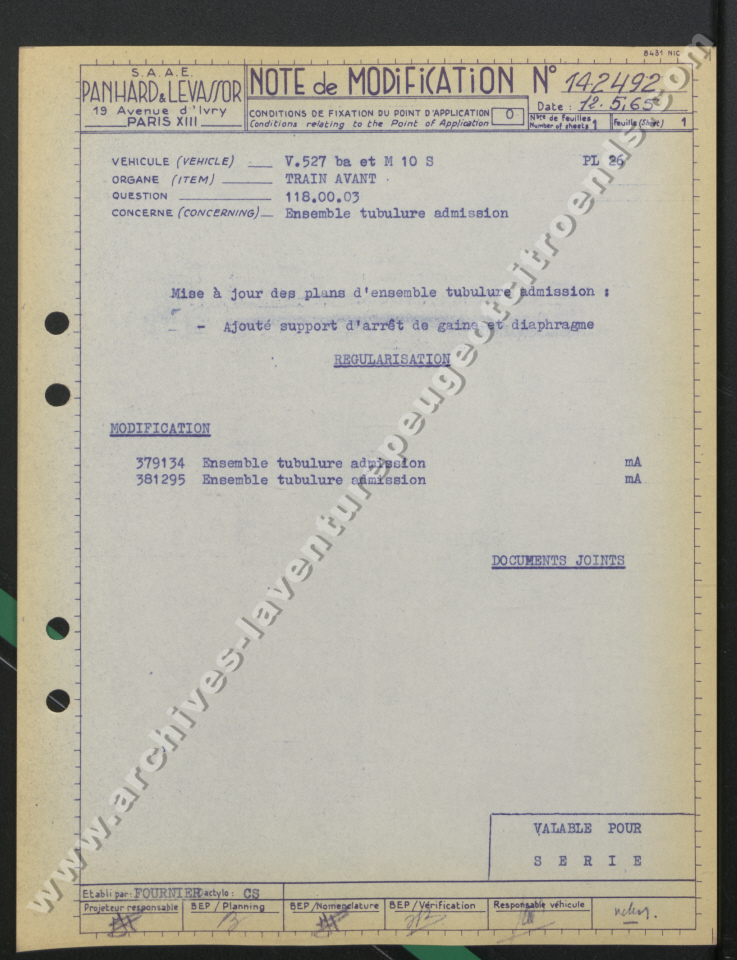 8431 NIC
S.A.A.E.
PANHARD & LEVASSOR
19 Avenue d'Ivry
PARIS XIII
NOTE de MODiFiCATiON N° 142492
CONDITIONS DE FIXATION DU POINT D'APPLICATION 0
Conditions relating to the Point of Application
Date : 12.5.65
Nbre de feuilles
Number of sheets 1
Feuille (Sheet) 1
VEHICULE (VEHICLE) V.527 ba et M 10 S PL 26
ORGANE (ITEM) TRAIN AVANT
QUESTION 118.00.03
CONCERNE (CONCERNING) Ensemble tubulure admission
Mise à jour des plans d'ensemble tubulure admission :
- Ajouté support d'arrêt de gaine et diaphragme
REGULARISATION
MODIFICATION
379134 Ensemble tubulure admission mA
381295 Ensemble tubulure admission mA
DOCUMENTS JOINTS
VALABLE POUR
S E R I E
Etabli par: FOURNIER actylo: CS
Projeteur responsable
BEP / Planning
BEP / Nomenclature
BEP / Vérification
Responsable véhicule
www.archives-laventurepeugeotcitroends.com